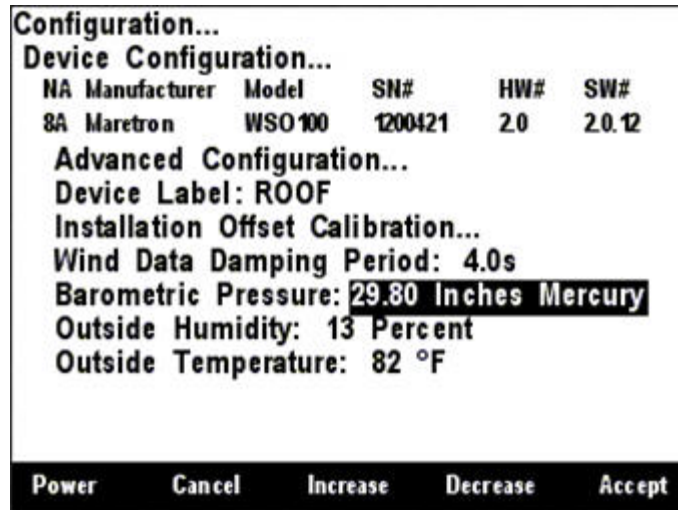 Configuration...
Device Configuration...
NA Manufacturer Model SN# HW# SW#
8A Maretron WSO100 1200421 2.0 2.0.12
Advanced Configuration...
Device Label: ROOF
Installation Offset Calibration...
Wind Data Damping Period: 4.0s
Barometric Pressure: 29.80 Inches Mercury
Outside Humidity: 13 Percent
Outside Temperature: 82 °F
Power Cancel Increase Decrease Accept